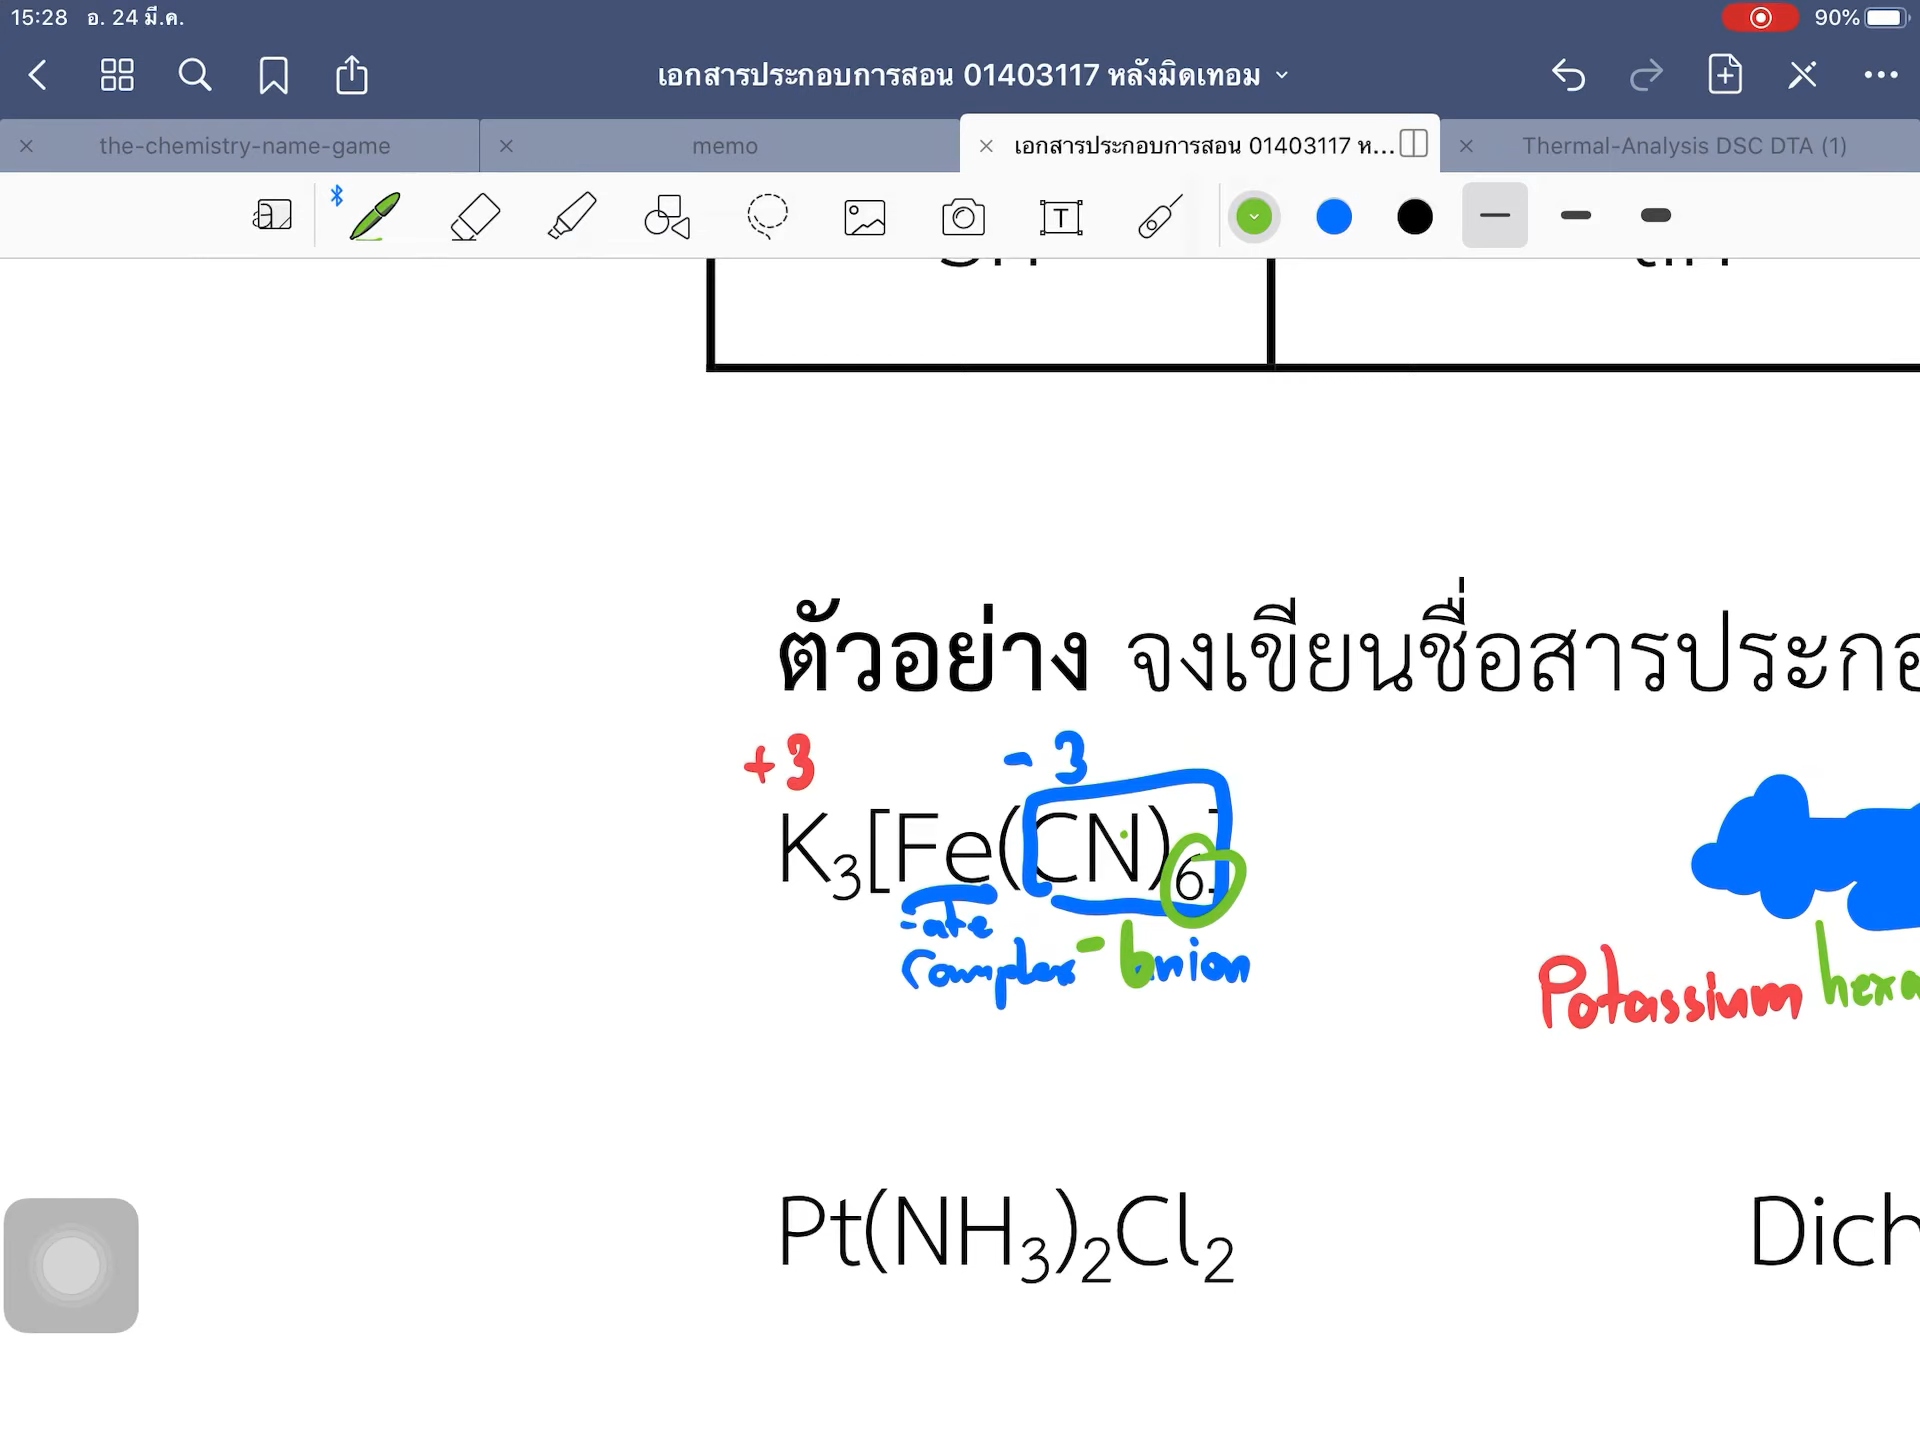 15:28 อ. 24 มี.ค. 90%
เอกสารประกอบการสอน 01403117 หลังมิดเทอม
the-chemistry-name-game memo เอกสารประกอบการสอน 01403117 ห... Thermal-Analysis DSC DTA (1)
ตัวอย่าง จงเขียนชื่อสารประกอ
+3 -3
K₃[Fe(CN)₆]
-ate
complex -6 nion
Potassium hexa
Pt(NH₃)₂Cl₂ Dich